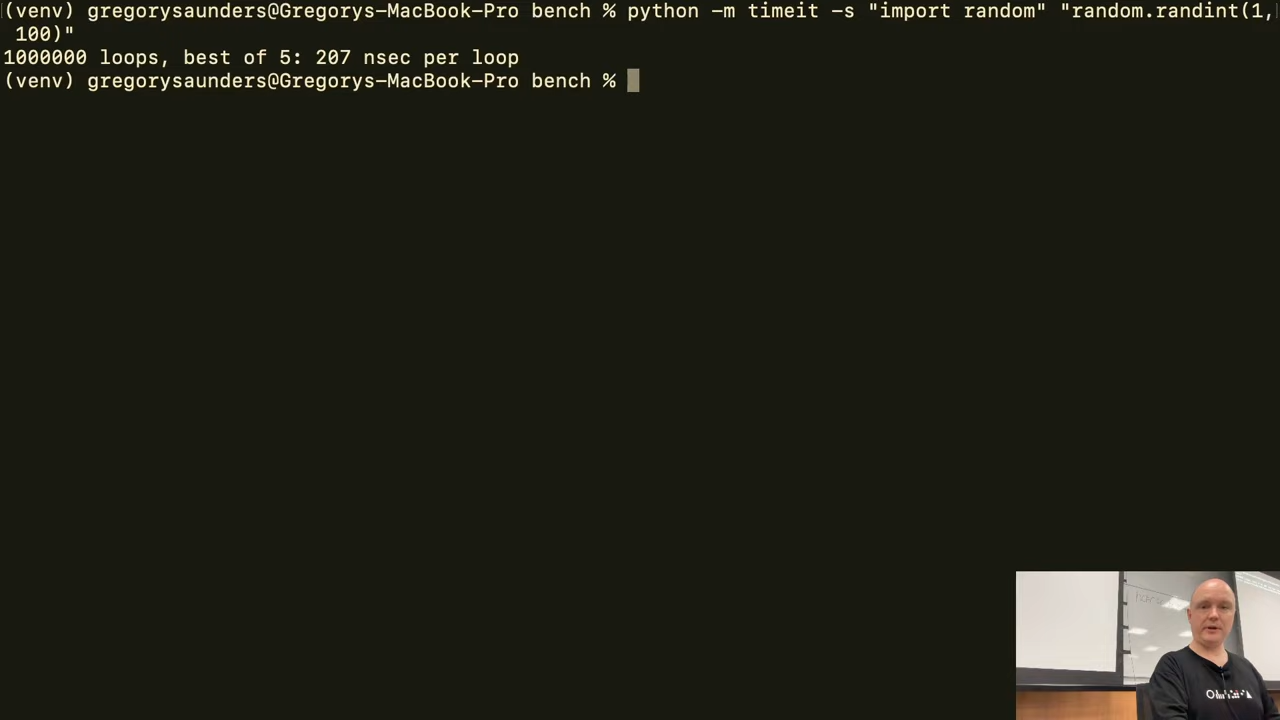 (venv) gregorysaunders@Gregorys-MacBook-Pro bench % python -m timeit -s "import random" "random.randint(1,
100)"
1000000 loops, best of 5: 207 nsec per loop
(venv) gregorysaunders@Gregorys-MacBook-Pro bench %